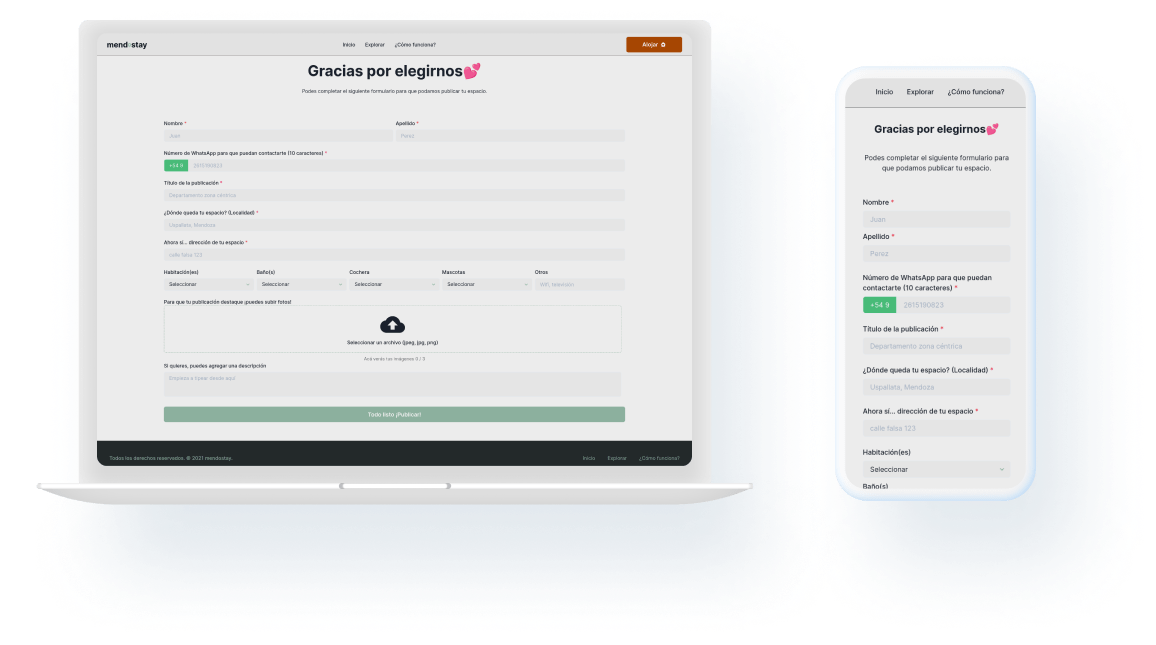 mendostay
Inicio Explorar ¿Cómo funciona?
Alojar
Gracias por elegirnos💕
Podes completar el siguiente formulario para que podamos publicar tu espacio.
Nombre * Apellido *
Juan Perez
Número de WhatsApp para que puedan contactarte (10 caracteres) *
+54 9 2615190623
Título de la publicación *
Departamento zona céntrica
¿Dónde queda tu espacio? (Localidad) *
Uspallata, Mendoza
Ahora sí... dirección de tu espacio *
calle falsa 123
Habitación(es) Baño(s) Cochera Mascotas Otros
Seleccionar Seleccionar Seleccionar Seleccionar Wifi, television
Para que tu publicación destaque ¡puedes subir fotos!
Seleccionar un archivo (jpeg, jpg, png)
Acá verás tus imágenes 0 / 3
Si quieres, puedes agregar una descripción
Empieza a tipear desde aquí
Todo listo ¡Publicar!
Todos los derechos reservados. © 2021 mendostay.
Inicio Explorar ¿Cómo funciona?
Inicio Explorar ¿Cómo funciona?
Gracias por elegirnos💕
Podes completar el siguiente formulario para
que podamos publicar tu espacio.
Nombre *
Juan
Apellido *
Perez
Número de WhatsApp para que puedan
contactarte (10 caracteres) *
+54 9 2615190623
Título de la publicación *
Departamento zona céntrica
¿Dónde queda tu espacio? (Localidad) *
Uspallata, Mendoza
Ahora sí... dirección de tu espacio *
calle falsa 123
Habitación(es)
Seleccionar
Baño(s)